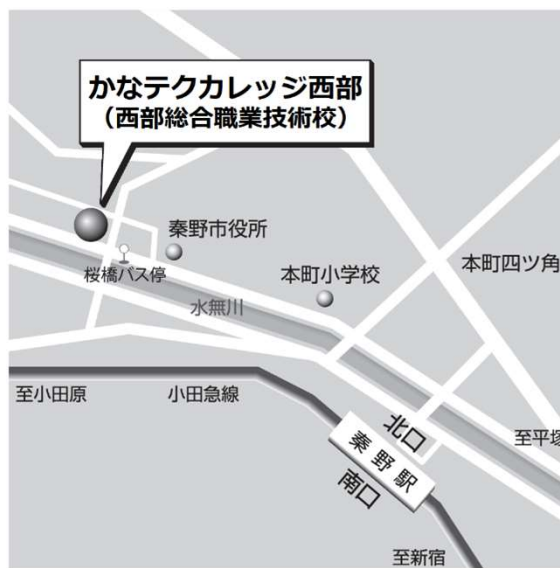 かなテクカレッジ西部
（西部総合職業技術校）
秦野市役所
桜橋バス停
本町小学校
本町四ツ角
水無川
至小田原
小田急線
北口
至平塚
秦野駅
南口
至新宿